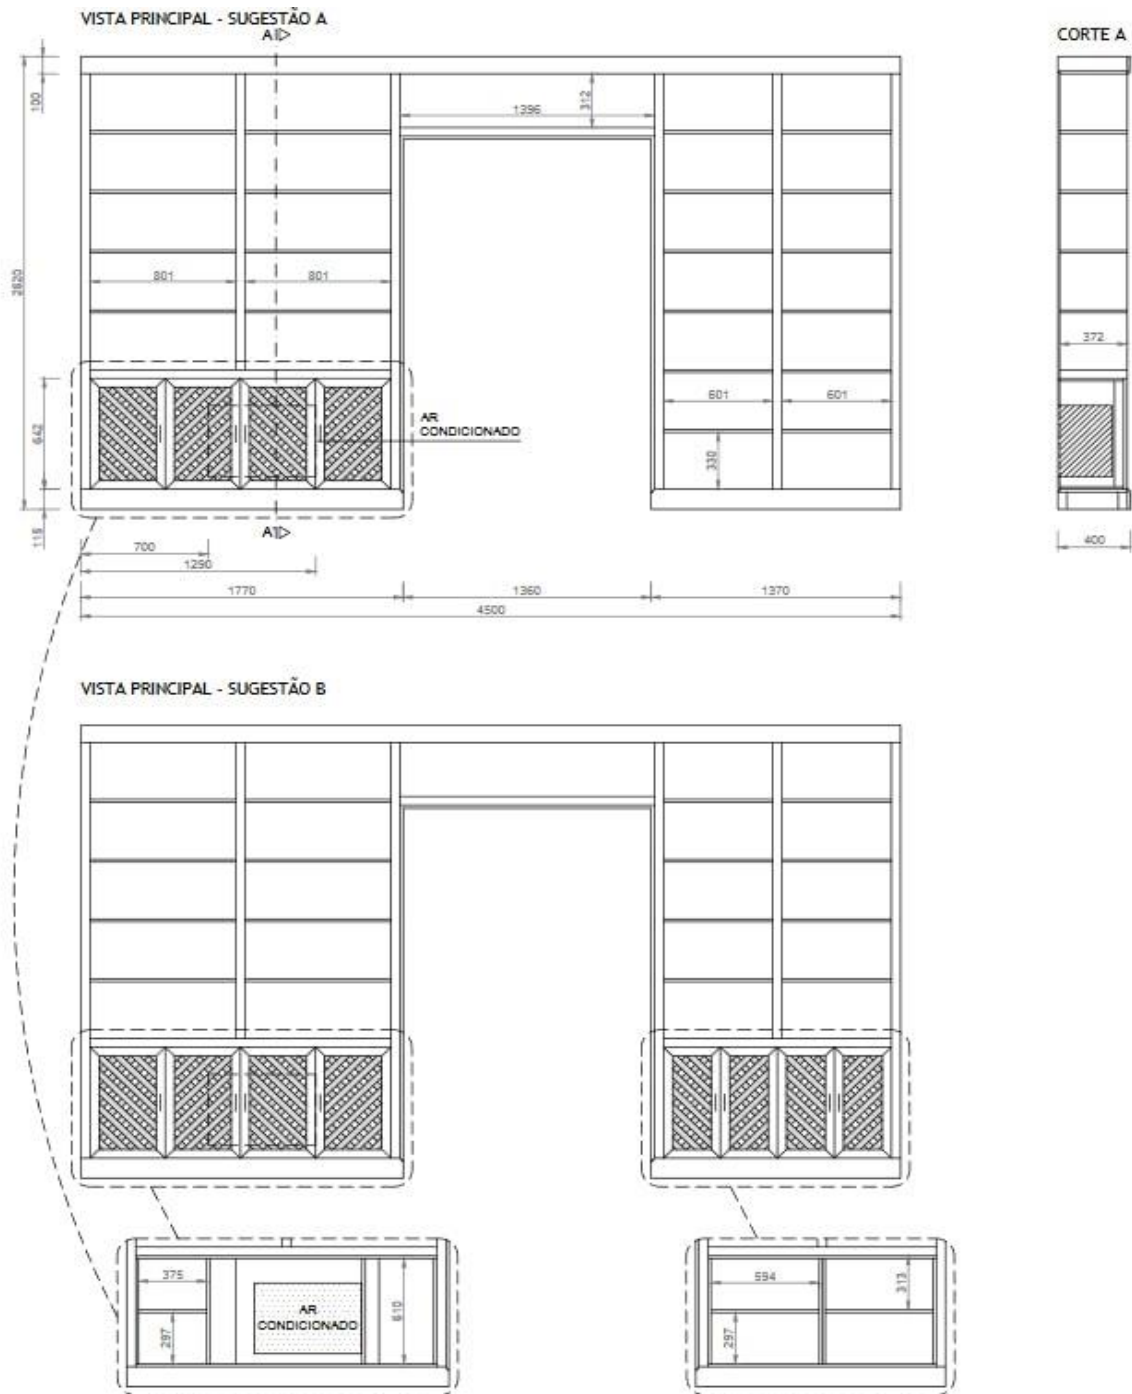 VISTA PRINCIPAL - SUGESTÃO A
A
CORTE A
100
312
1396
2620
801
801
372
601
601
AR
CONDICIONADO
642
330
115
A
700
1290
400
1770
1360
1370
4500
VISTA PRINCIPAL - SUGESTÃO B
375
594
313
AR
CONDICIONADO
610
297
297